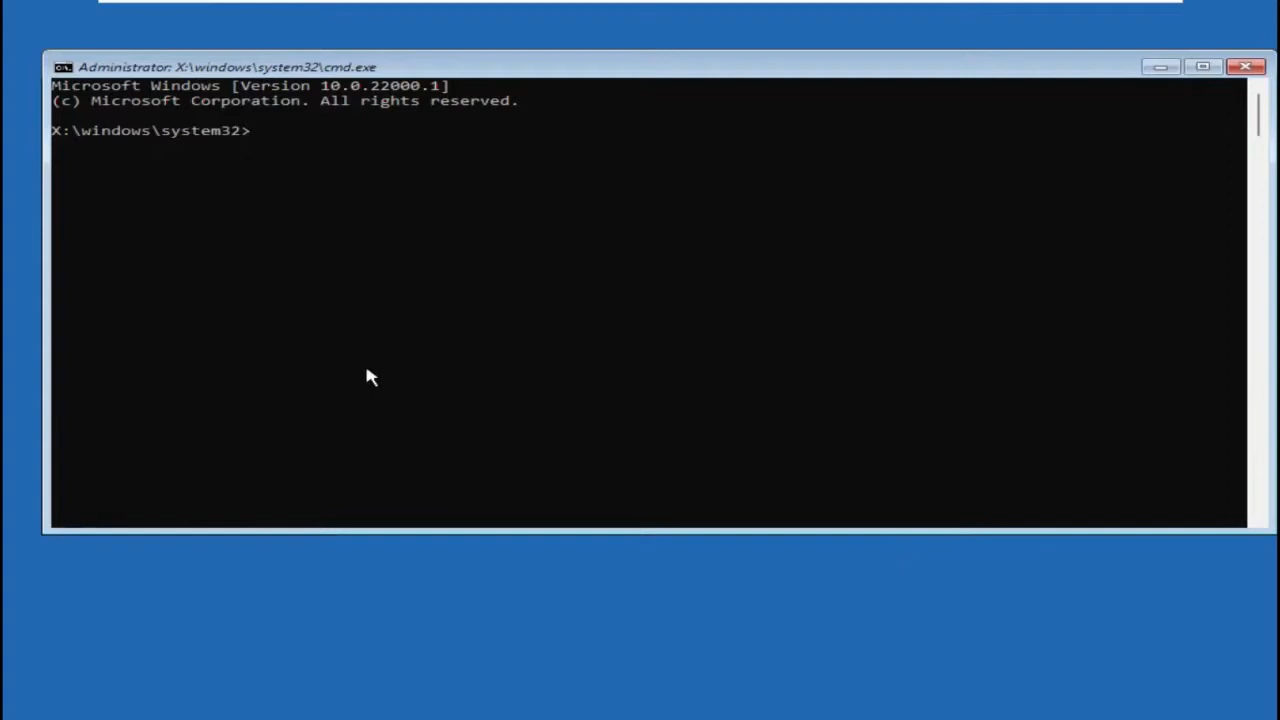 Administrator: X:\windows\system32\cmd.exe
Microsoft Windows [Version 10.0.22000.1]
(c) Microsoft Corporation. All rights reserved.
X:\windows\system32>